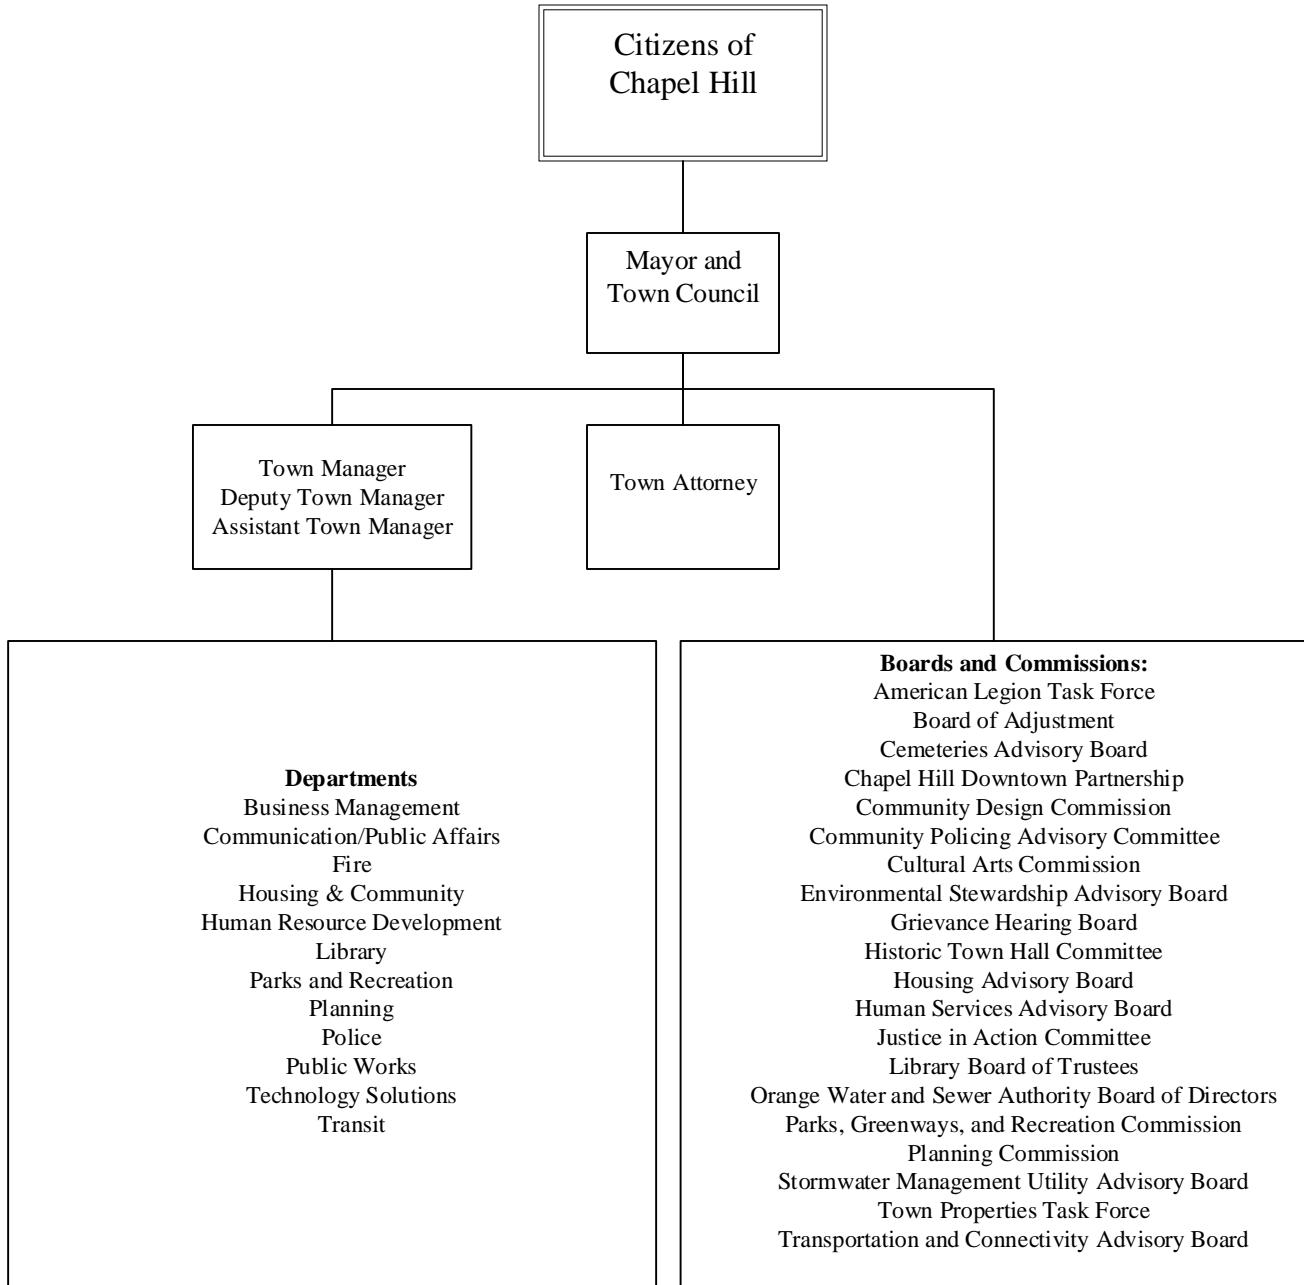 Citizens of
Chapel Hill
Mayor and
Town Council
Town Manager
Deputy Town Manager
Assistant Town Manager
Town Attorney
Departments
Business Management
Communication/Public Affairs
Fire
Housing & Community
Human Resource Development
Library
Parks and Recreation
Planning
Police
Public Works
Technology Solutions
Transit
Boards and Commissions:
American Legion Task Force
Board of Adjustment
Cemeteries Advisory Board
Chapel Hill Downtown Partnership
Community Design Commission
Community Policing Advisory Committee
Cultural Arts Commission
Environmental Stewardship Advisory Board
Grievance Hearing Board
Historic Town Hall Committee
Housing Advisory Board
Human Services Advisory Board
Justice in Action Committee
Library Board of Trustees
Orange Water and Sewer Authority Board of Directors
Parks, Greenways, and Recreation Commission
Planning Commission
Stormwater Management Utility Advisory Board
Town Properties Task Force
Transportation and Connectivity Advisory Board